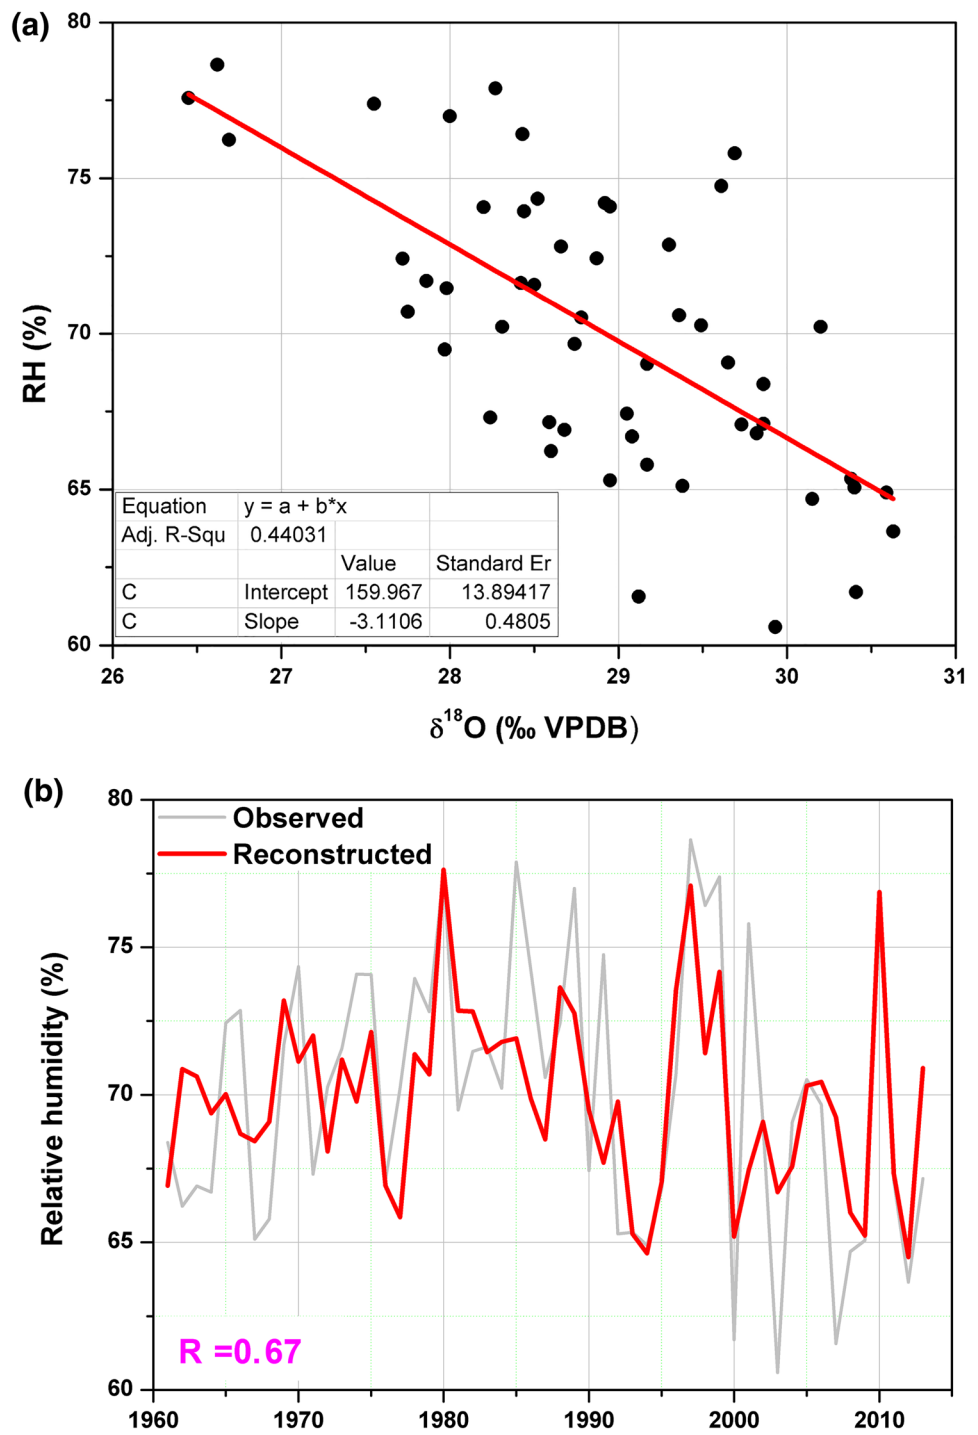 (a)
80
75
70
65
60
RH (%)
Equation y = a + b*x
Adj. R-Squ 0.44031
Value Standard Er
C Intercept 159.967 13.89417
C Slope -3.1106 0.4805
26 27 28 29 30 31
δ¹⁸O (‰ VPDB)
(b)
80
75
70
65
60
Relative humidity (%)
Observed
Reconstructed
R =0.67
1960 1970 1980 1990 2000 2010